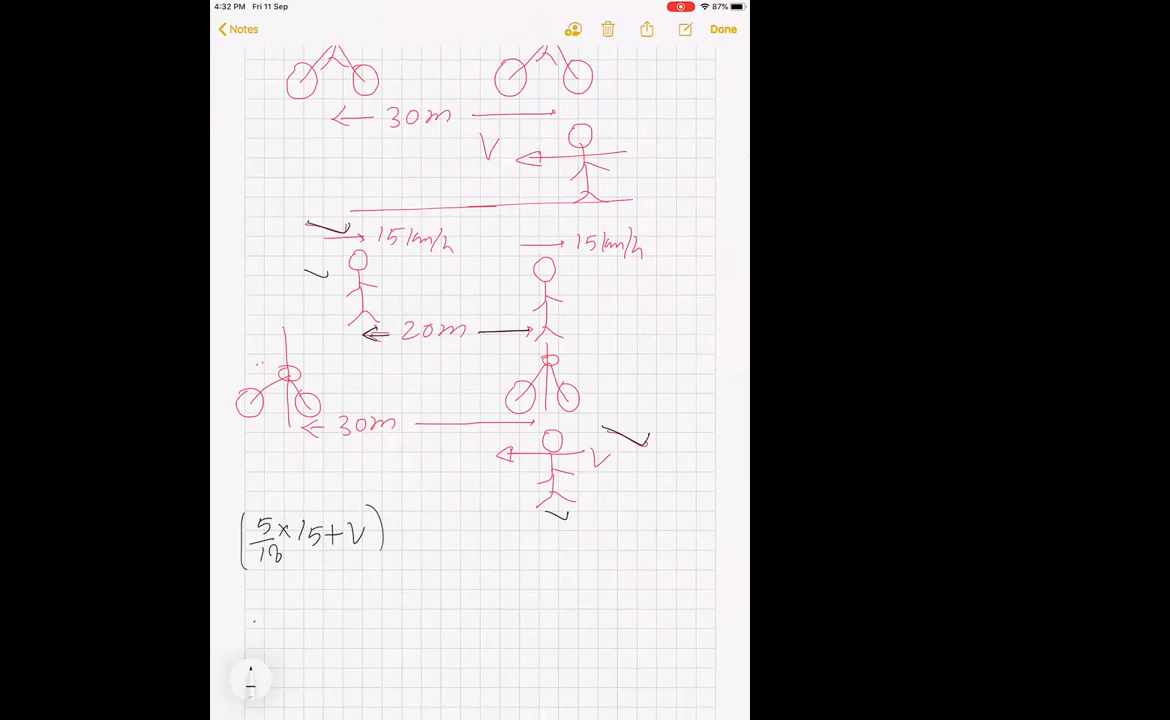 4:32 PM Fri 11 Sep 87%
Notes Done
30m
V
15 km/h 15 km/h
20m
30m
V
(5/18 × 15 + V)